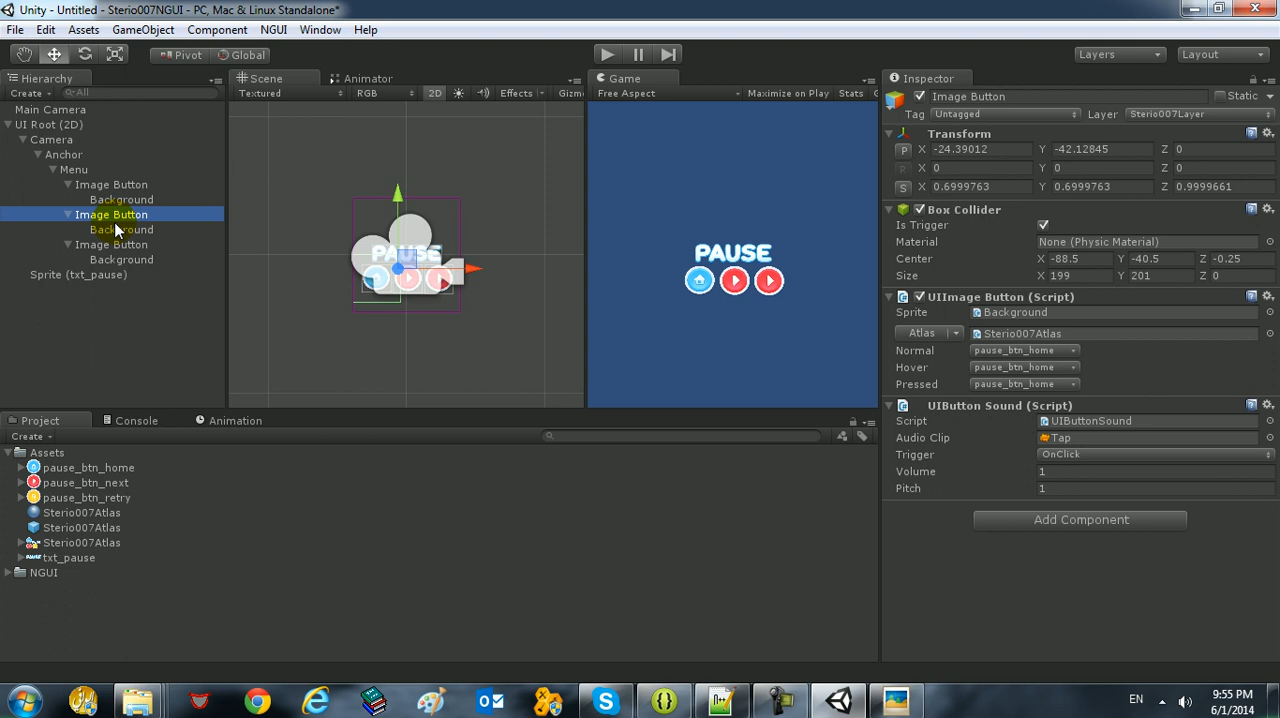 Unity - Untitled - Sterio007NGUI - PC, Mac & Linux Standalone*
File Edit Assets GameObject Component NGUI Window Help
Pivot Global Layers Layout
Hierarchy
Create All
Main Camera
UI Root (2D)
Camera
Anchor
Menu
Image Button
Background
Image Button
Background
Image Button
Background
Sprite (txt_pause)
Scene Animator
Textured RGB 2D Effects Gizm
PAUSE
Game
Free Aspect Maximize on Play Stats G
PAUSE
Inspector
Image Button Static
Tag Untagged Layer Sterio007Layer
Transform
P X -24.39012 Y -42.12845 Z 0
R X 0 Y 0 Z 0
S X 0.6999763 Y 0.6999763 Z 0.9999661
Box Collider
Is Trigger
Material None (Physic Material)
Center X -88.5 Y -40.5 Z -0.25
Size X 199 Y 201 Z 0
UIImage Button (Script)
Sprite Background
Atlas Sterio007Atlas
Normal pause_btn_home
Hover pause_btn_home
Pressed pause_btn_home
UIButton Sound (Script)
Script UIButtonSound
Audio Clip Tap
Trigger OnClick
Volume 1
Pitch 1
Add Component
Project Console Animation
Create
Assets
pause_btn_home
pause_btn_next
pause_btn_retry
Sterio007Atlas
Sterio007Atlas
Sterio007Atlas
txt_pause
NGUI
EN
9:55 PM
6/1/2014